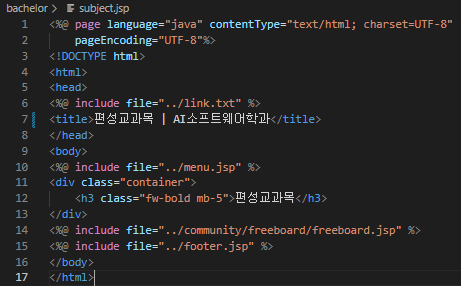 bachelor > subject.jsp
1 <%@ page language="java" contentType="text/html; charset=UTF-8"
2 pageEncoding="UTF-8"%>
3 <!DOCTYPE html>
4 <html>
5 <head>
6 <%@ include file="../link.txt" %>
7 <title>편성교과목 | AI소프트웨어학과</title>
8 </head>
9 <body>
10 <%@ include file="../menu.jsp" %>
11 <div class="container">
12 <h3 class="fw-bold mb-5">편성교과목</h3>
13 </div>
14 <%@ include file="../community/freeboard/freeboard.jsp" %>
15 <%@ include file="../footer.jsp" %>
16 </body>
17 </html>